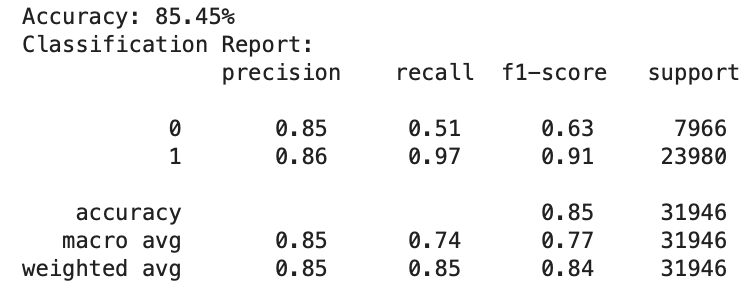 Accuracy: 85.45%
Classification Report:
precision recall f1-score support
0 0.85 0.51 0.63 7966
1 0.86 0.97 0.91 23980
accuracy 0.85 31946
macro avg 0.85 0.74 0.77 31946
weighted avg 0.85 0.85 0.84 31946